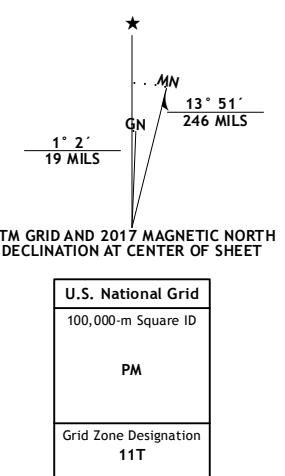 ★
MN
GN
13° 51´
246 MILS
1° 2´
19 MILS
TM GRID AND 2017 MAGNETIC NORTH
DECLINATION AT CENTER OF SHEET
U.S. National Grid
100,000-m Square ID
PM
Grid Zone Designation
11T